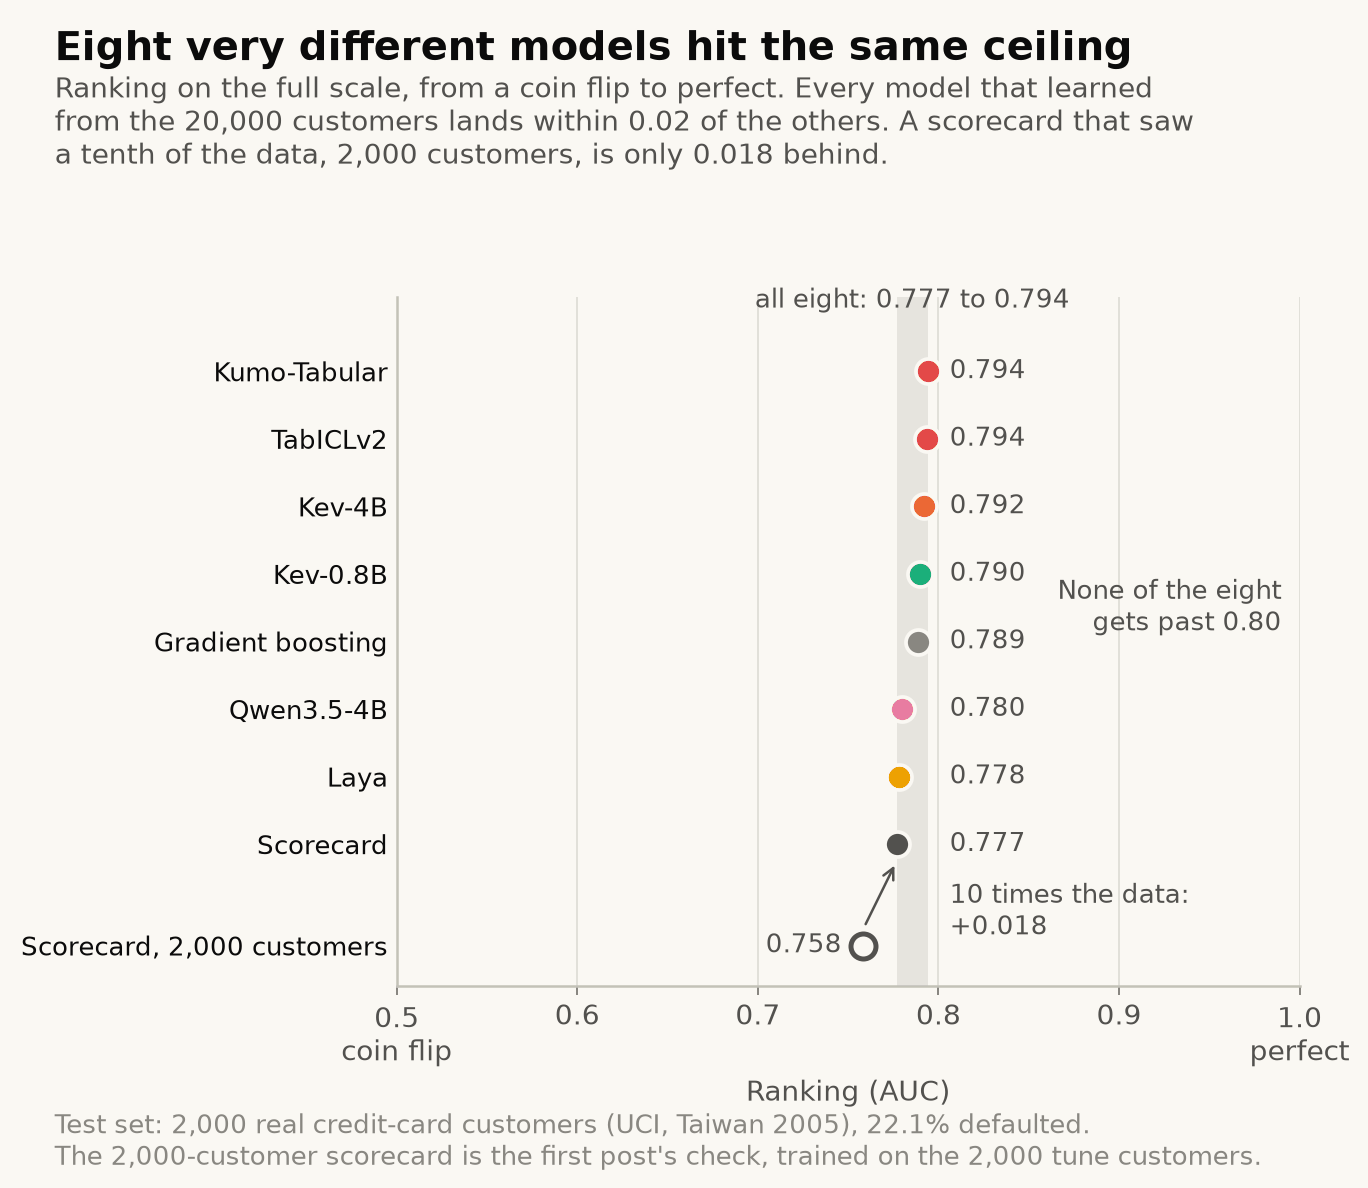 Eight very different models hit the same ceiling
Ranking on the full scale, from a coin flip to perfect. Every model that learned
from the 20,000 customers lands within 0.02 of the others. A scorecard that saw
a tenth of the data, 2,000 customers, is only 0.018 behind.
all eight: 0.777 to 0.794
Kumo-Tabular 0.794
TabICLv2 0.794
Kev-4B 0.792
Kev-0.8B 0.790
None of the eight
gets past 0.80
Gradient boosting 0.789
Qwen3.5-4B 0.780
Laya 0.778
Scorecard 0.777
10 times the data:
+0.018
Scorecard, 2,000 customers 0.758
0.5 0.6 0.7 0.8 0.9 1.0
coin flip perfect
Ranking (AUC)
Test set: 2,000 real credit-card customers (UCI, Taiwan 2005), 22.1% defaulted.
The 2,000-customer scorecard is the first post's check, trained on the 2,000 tune customers.